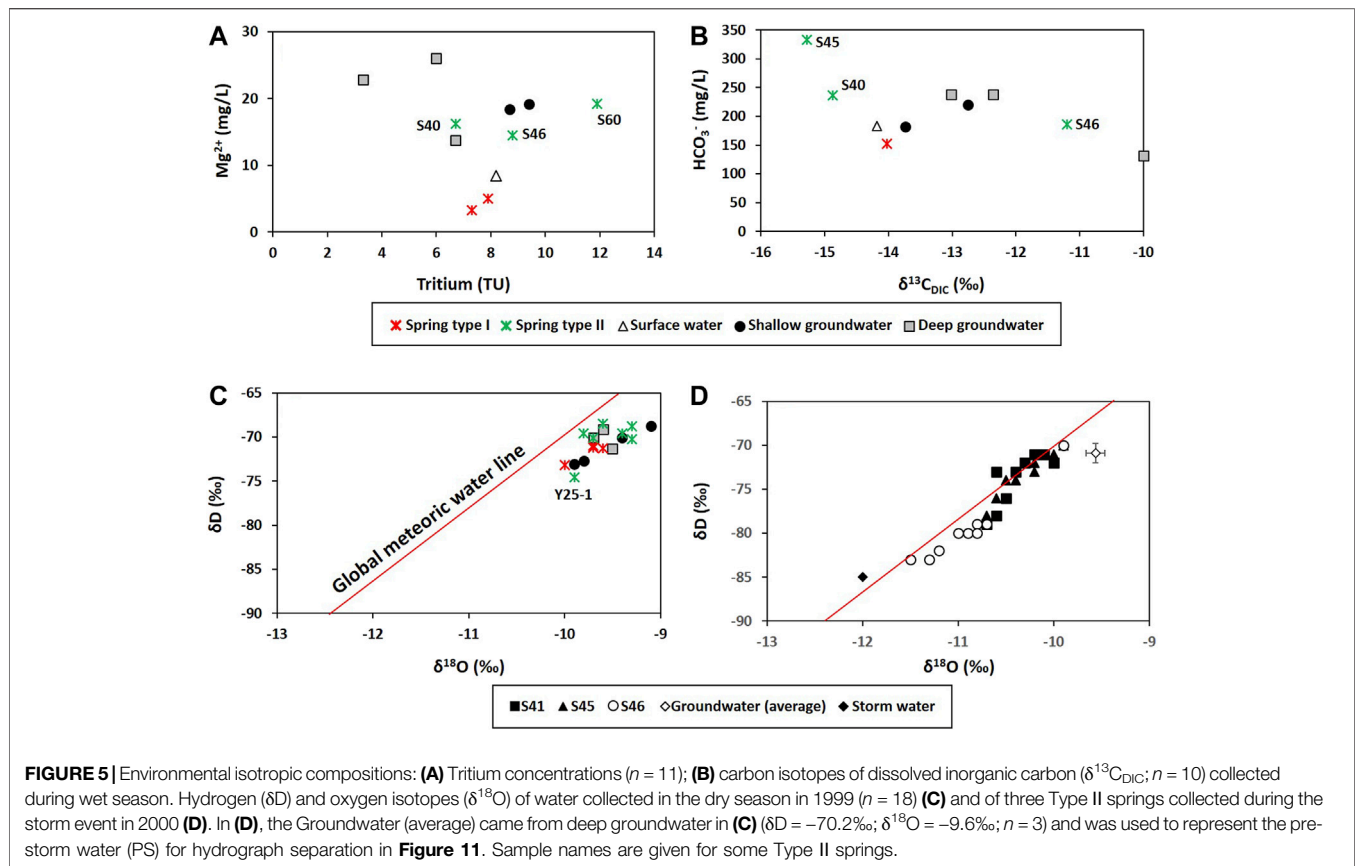 A
B
30
20
10
0
Mg2+ (mg/L)
S40
S46
S60
0 2 4 6 8 10 12 14
Tritium (TU)
350
300
250
200
150
100
50
0
HCO3- (mg/L)
S45
S40
S46
-16 -15 -14 -13 -12 -11 -10
δ13CDIC (‰)
Spring type I Spring type II Surface water Shallow groundwater Deep groundwater
C
D
-65
-70
-75
-80
-85
-90
δD (‰)
Global meteoric water line
Y25-1
-13 -12 -11 -10 -9
δ18O (‰)
-65
-70
-75
-80
-85
-90
δD (‰)
-13 -12 -11 -10 -9
δ18O (‰)
S41 S45 S46 Groundwater (average) Storm water
FIGURE 5 | Environmental isotropic compositions: (A) Tritium concentrations (n = 11); (B) carbon isotopes of dissolved inorganic carbon (δ13CDIC; n = 10) collected
during wet season. Hydrogen (δD) and oxygen isotopes (δ18O) of water collected in the dry season in 1999 (n = 18) (C) and of three Type II springs collected during the
storm event in 2000 (D). In (D), the Groundwater (average) came from deep groundwater in (C) (δD = −70.2‰; δ18O = −9.6‰; n = 3) and was used to represent the pre-
storm water (PS) for hydrograph separation in Figure 11. Sample names are given for some Type II springs.